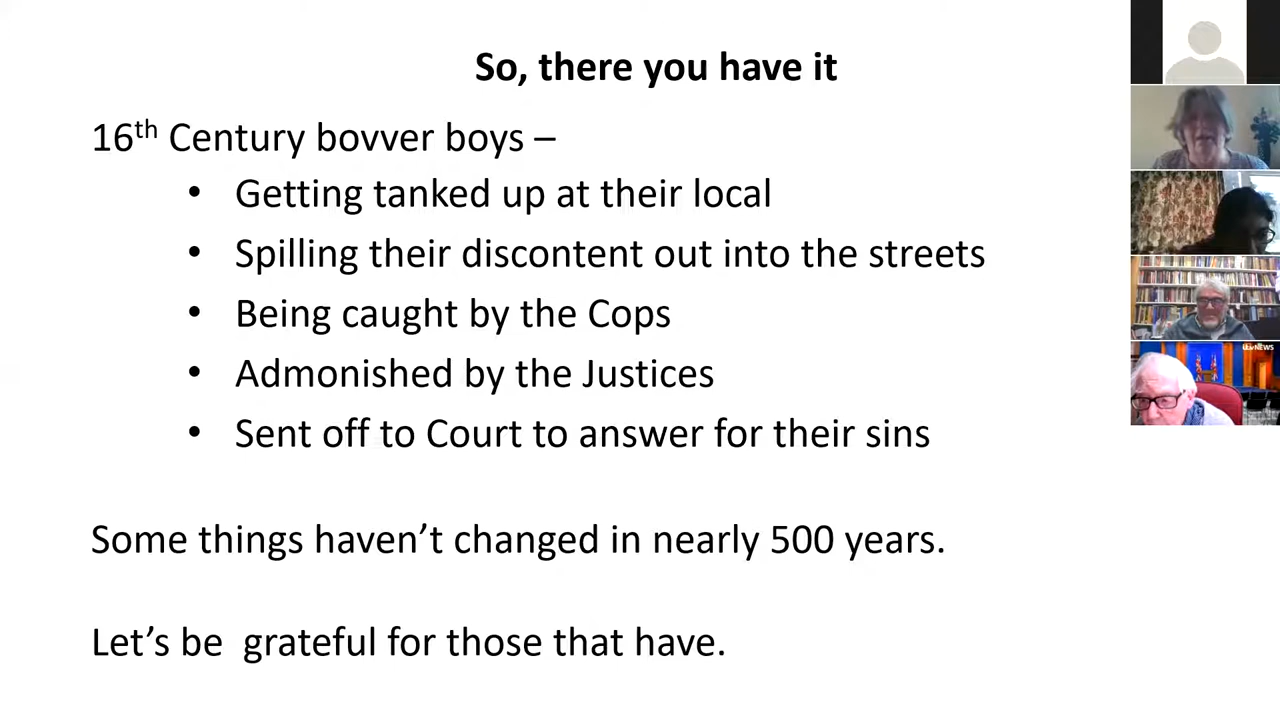 So, there you have it
16th Century bovver boys –
• Getting tanked up at their local
• Spilling their discontent out into the streets
• Being caught by the Cops
• Admonished by the Justices
• Sent off to Court to answer for their sins
Some things haven’t changed in nearly 500 years.
Let’s be  grateful for those that have.
itv NEWS